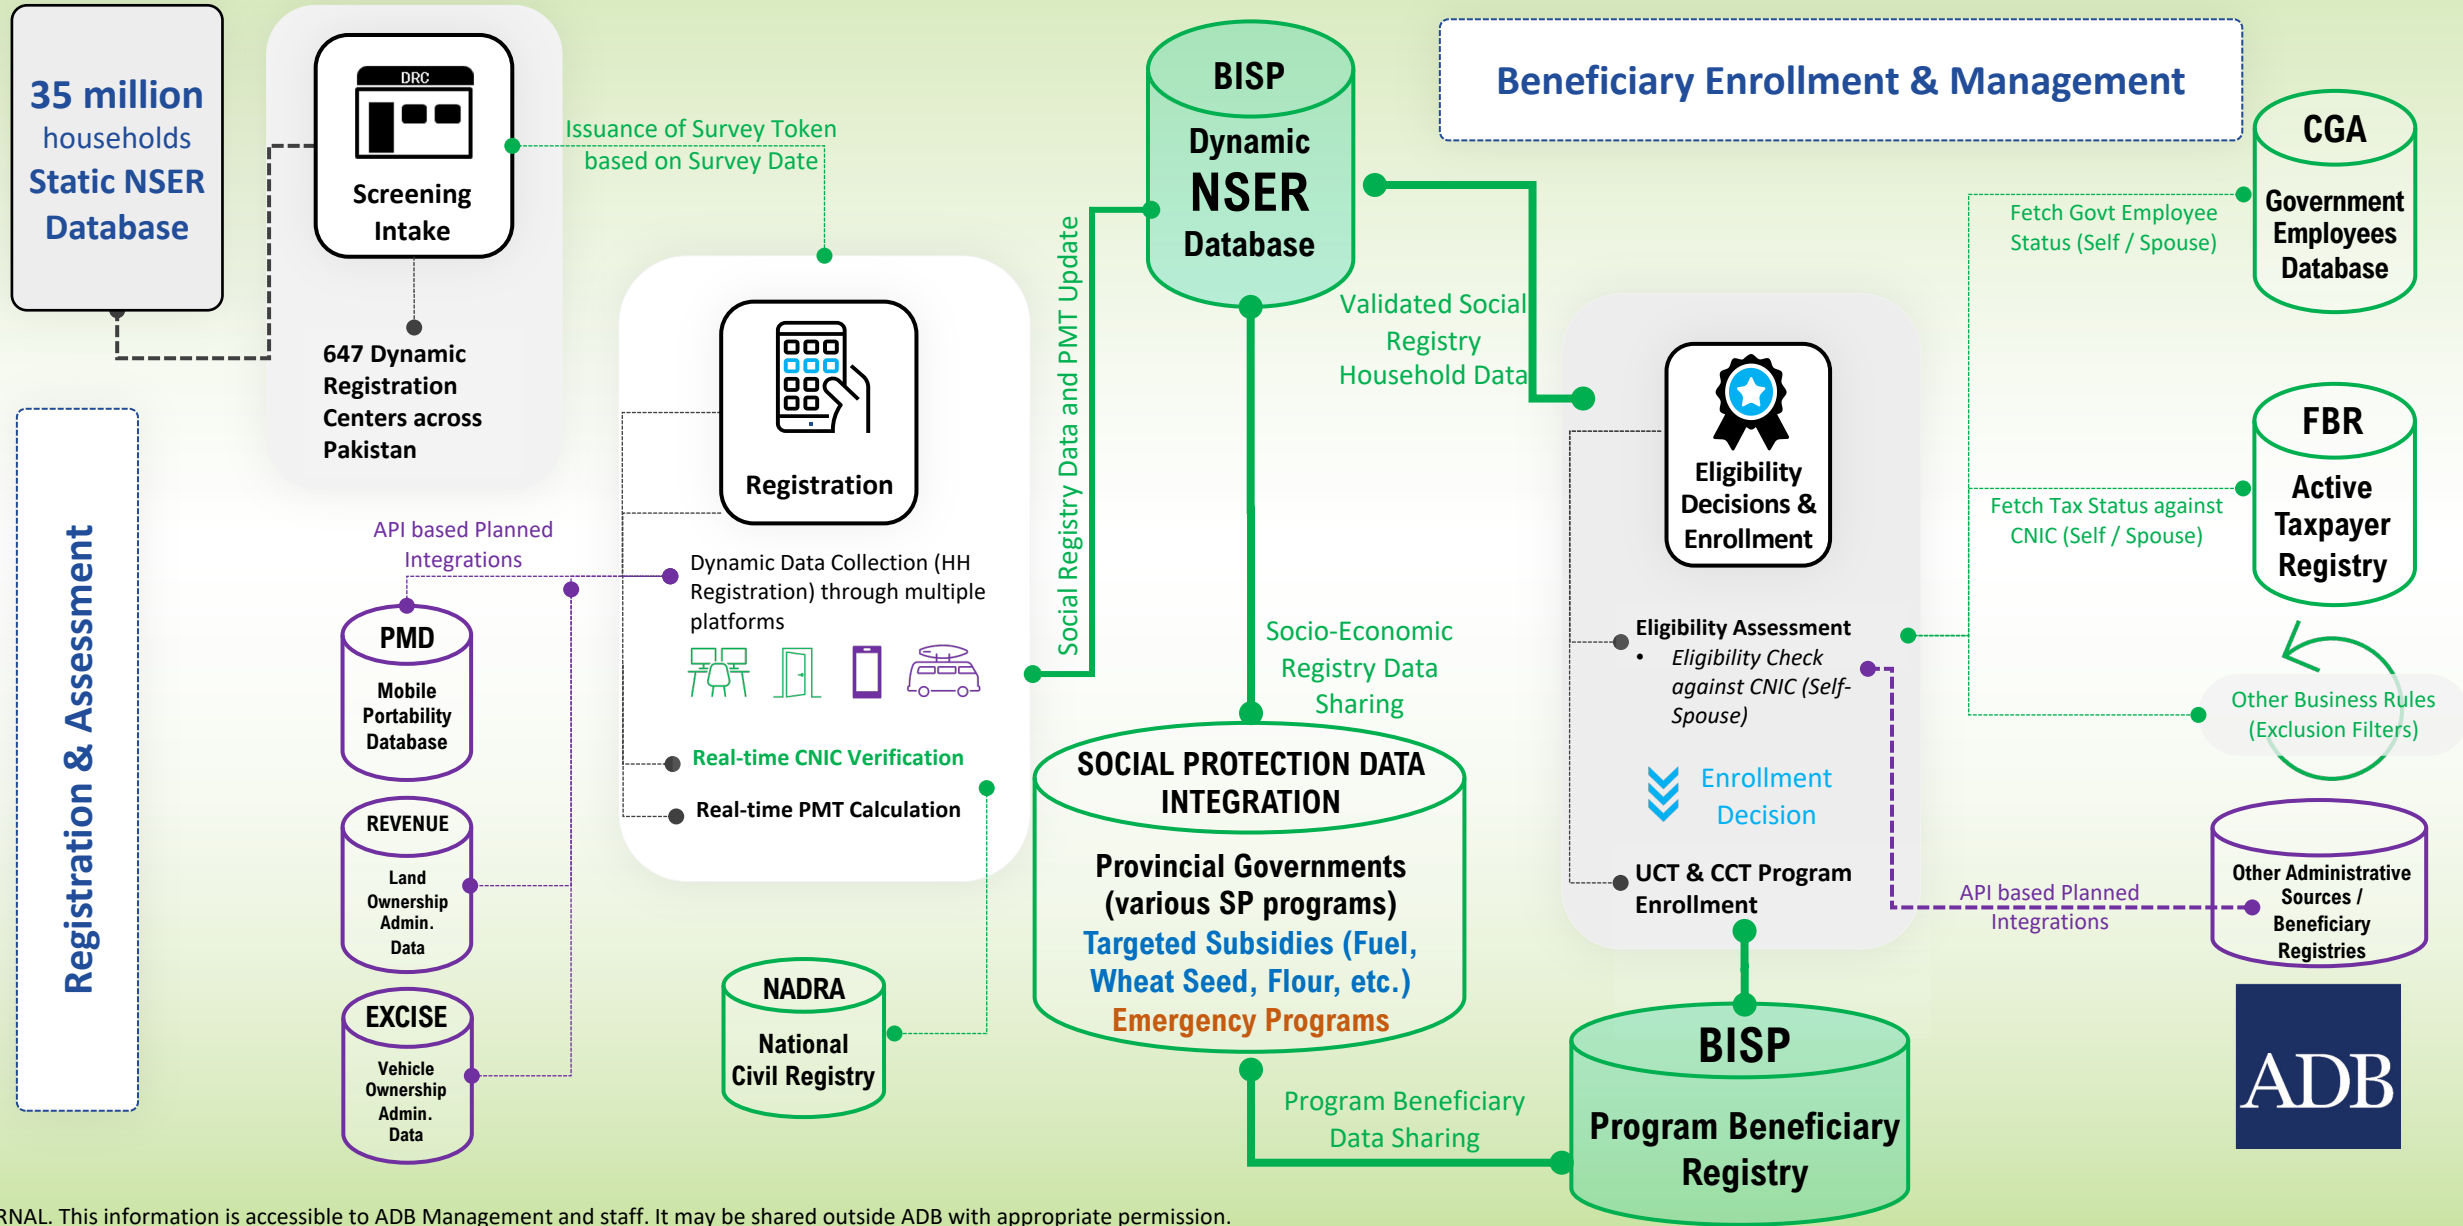 35 million
households
Static NSER
Database
DRC
Screening
Intake
647 Dynamic
Registration
Centers across
Pakistan
Issuance of Survey Token
based on Survey Date
Registration & Assessment
Registration
API based Planned
Integrations
Dynamic Data Collection (HH
Registration) through multiple
platforms
Real-time CNIC Verification
Real-time PMT Calculation
PMD
Mobile
Portability
Database
REVENUE
Land
Ownership
Admin.
Data
EXCISE
Vehicle
Ownership
Admin.
Data
NADRA
National
Civil Registry
Social Registry Data and PMT Update
BISP
Dynamic
NSER
Database
Validated Social
Registry
Household Data
Socio-Economic
Registry Data
Sharing
SOCIAL PROTECTION DATA
INTEGRATION
Provincial Governments
(various SP programs)
Targeted Subsidies (Fuel,
Wheat Seed, Flour, etc.)
Emergency Programs
Program Beneficiary
Data Sharing
Beneficiary Enrollment & Management
Eligibility
Decisions &
Enrollment
Eligibility Assessment
• Eligibility Check
against CNIC (Self-
Spouse)
Enrollment
Decision
UCT & CCT Program
Enrollment
BISP
Program Beneficiary
Registry
Fetch Govt Employee
Status (Self / Spouse)
CGA
Government
Employees
Database
Fetch Tax Status against
CNIC (Self / Spouse)
FBR
Active
Taxpayer
Registry
Other Business Rules
(Exclusion Filters)
API based Planned
Integrations
Other Administrative
Sources /
Beneficiary
Registries
ADB
RNAL. This information is accessible to ADB Management and staff. It may be shared outside ADB with appropriate permission.